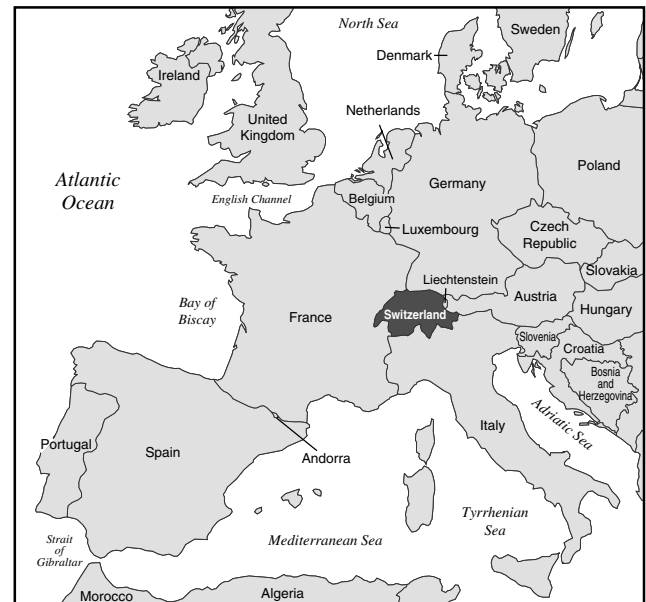 North Sea
Sweden
Denmark
Ireland
Netherlands
United
Kingdom
Poland
Atlantic
Ocean
Germany
English Channel
Belgium
Czech
Republic
Luxembourg
Slovakia
Liechtenstein
Austria
Bay of
Biscay
France
Switzerland
Hungary
Slovenia
Croatia
Bosnia
and
Herzegovina
Adriatic Sea
Italy
Portugal
Spain
Andorra
Tyrrhenian
Sea
Strait
of
Gibraltar
Mediterranean Sea
Morocco
Algeria